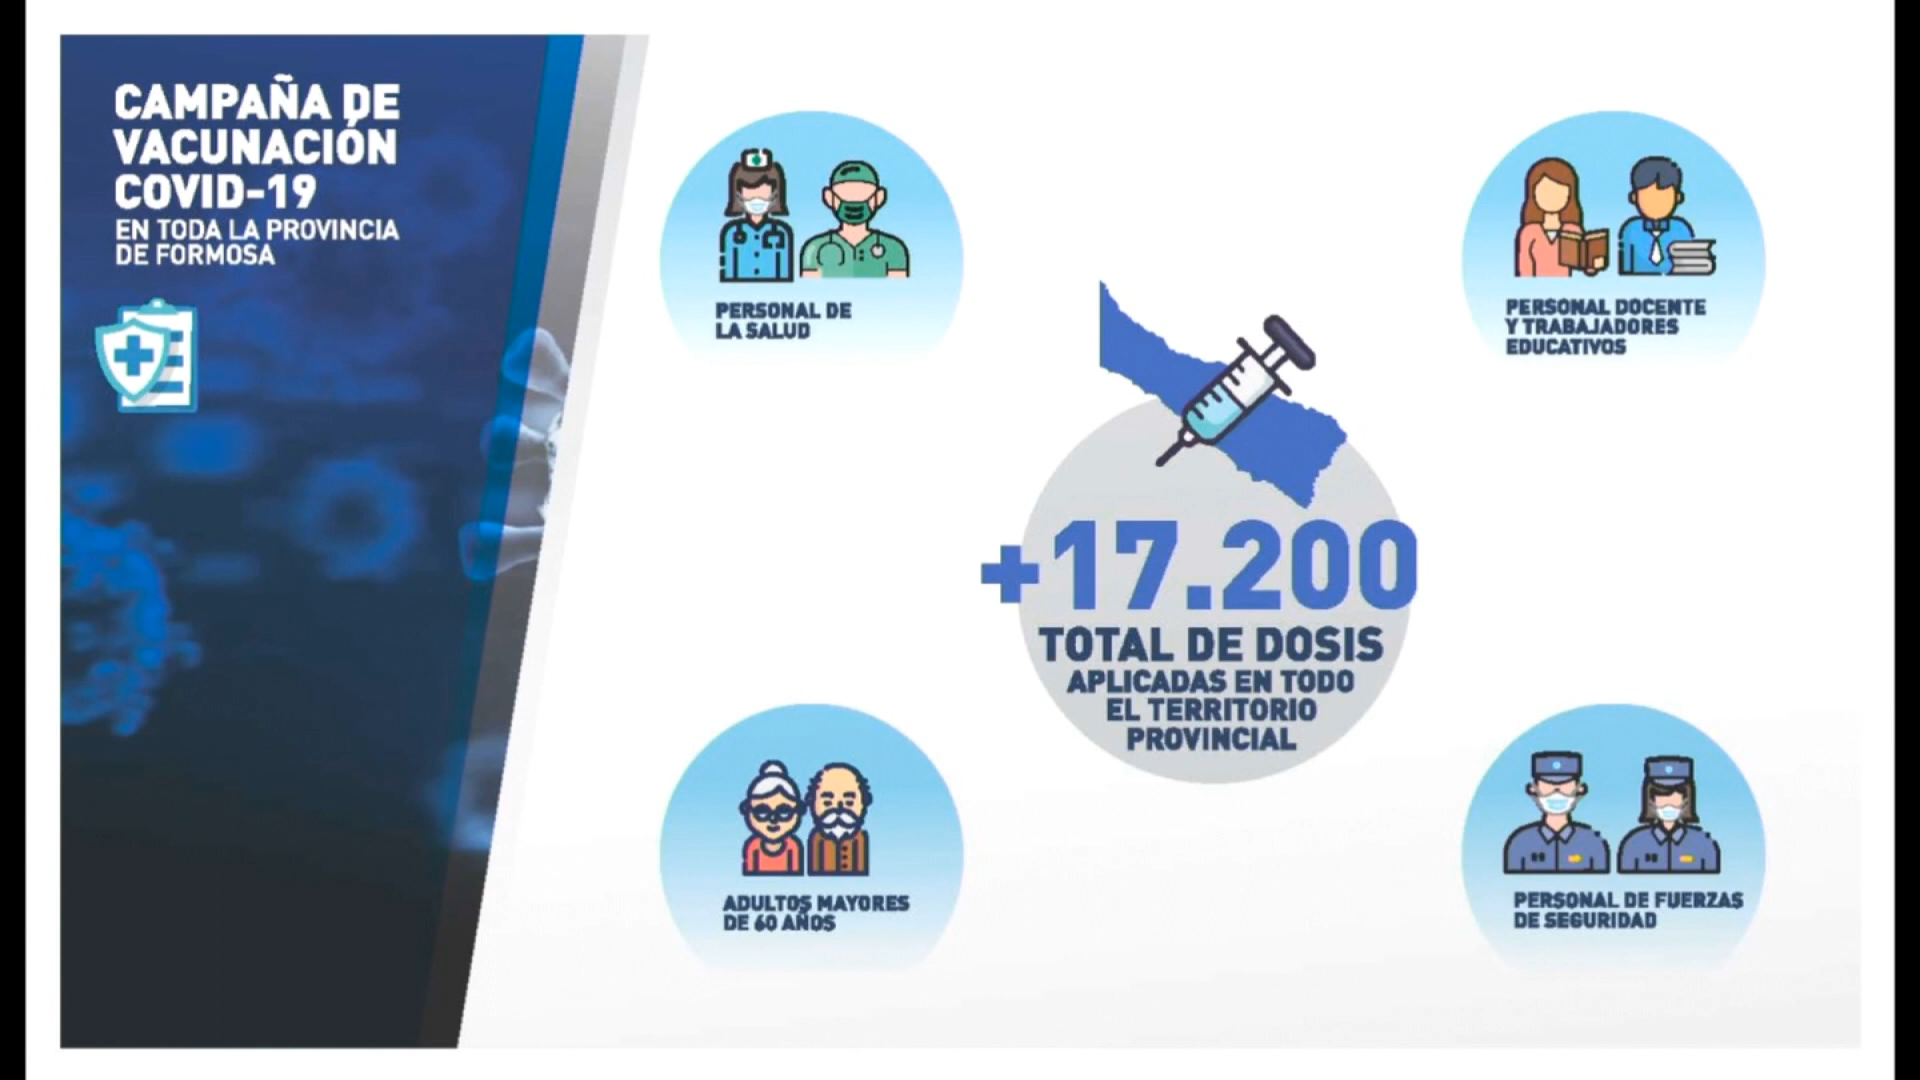 CAMPAÑA DE
VACUNACIÓN
COVID-19
EN TODA LA PROVINCIA
DE FORMOSA
PERSONAL DE
LA SALUD
PERSONAL DOCENTE
Y TRABAJADORES
EDUCATIVOS
+17.200
TOTAL DE DOSIS
APLICADAS EN TODO
EL TERRITORIO
PROVINCIAL
ADULTOS MAYORES
DE 60 AÑOS
PERSONAL DE FUERZAS
DE SEGURIDAD